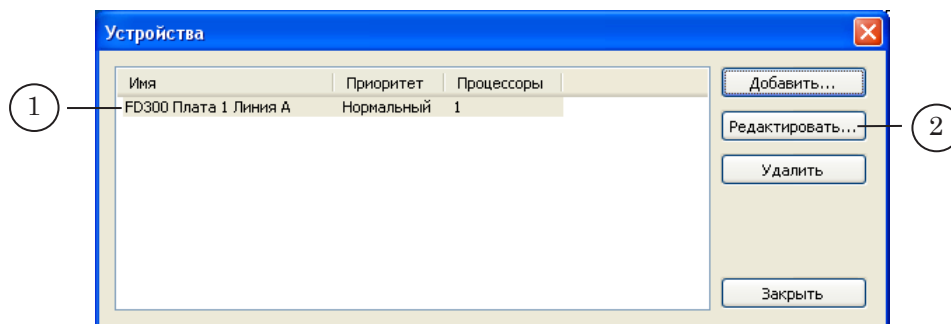 Устройства
Имя Приоритет Процессоры
Добавить...
1
FD300 Плата 1 Линия A Нормальный 1
Редактировать...
2
Удалить
Закрыть